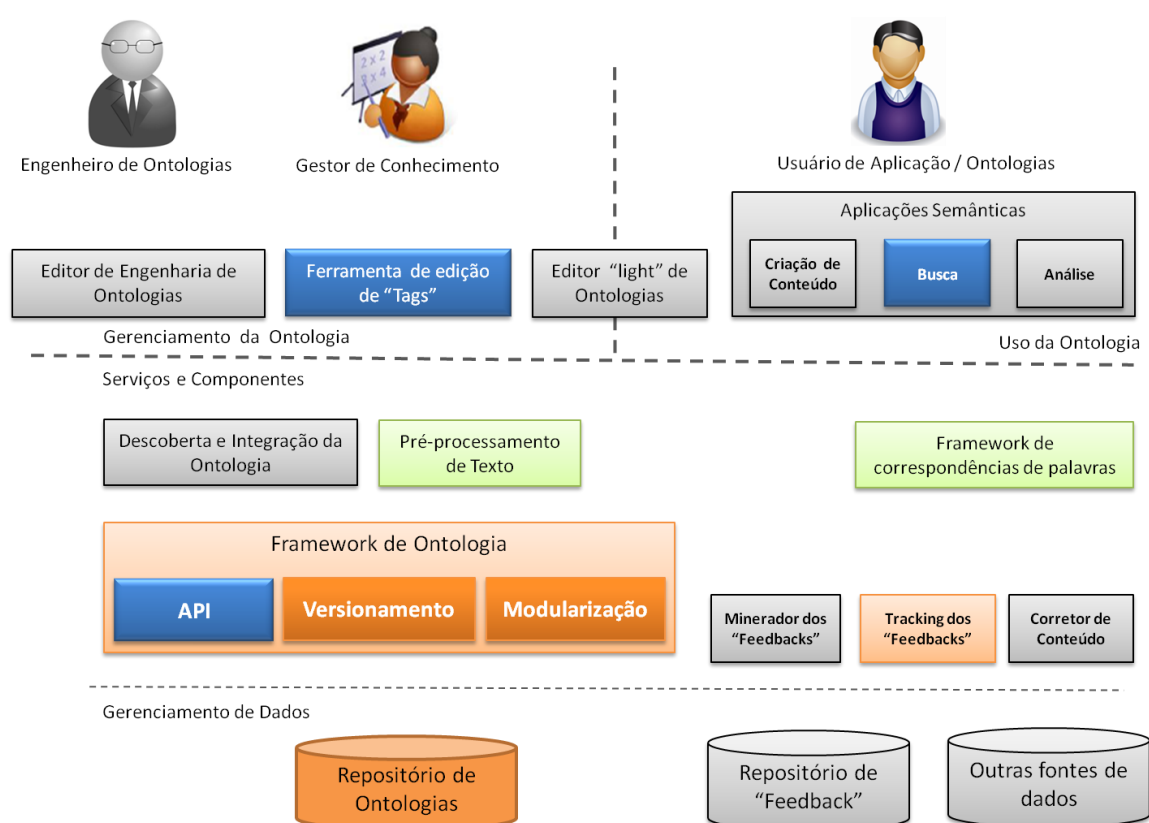 2 x 2
3 x 4
Engenheiro de Ontologias
Gestor de Conhecimento
Usuário de Aplicação / Ontologias
Aplicações Semânticas
Editor de Engenharia de
Ontologias
Ferramenta de edição
de “Tags”
Editor “light” de
Ontologias
Criação de
Conteúdo
Busca
Análise
Gerenciamento da Ontologia
Uso da Ontologia
Serviços e Componentes
Descoberta e Integração da
Ontologia
Pré-processamento
de Texto
Framework de
correspondências de palavras
Framework de Ontologia
API
Versionamento
Modularização
Minerador dos
“Feedbacks”
Tracking dos
“Feedbacks”
Corretor de
Conteúdo
Gerenciamento de Dados
Repositório de
Ontologias
Repositório de
“Feedback”
Outras fontes de
dados